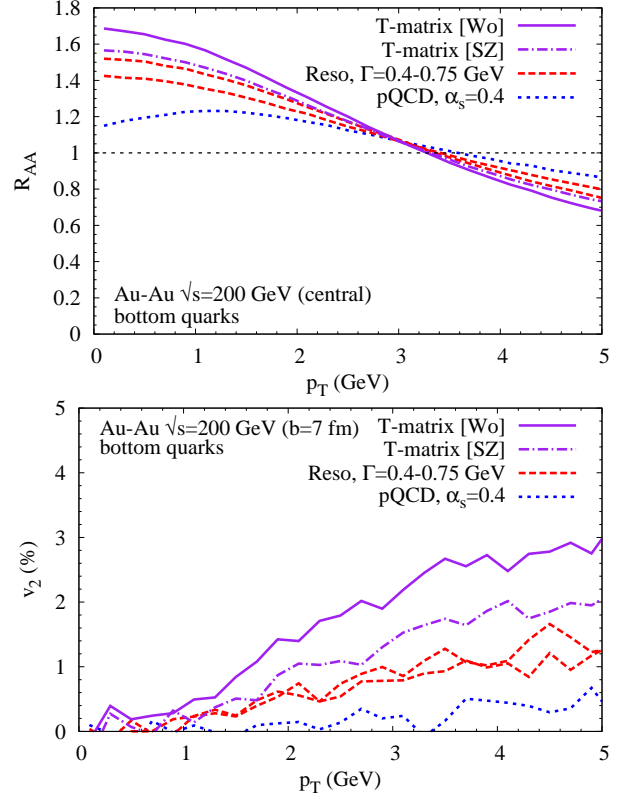 1.8
1.6
1.4
1.2
1
0.8
0.6
0.4
0.2
0
R_AA
T-matrix [Wo]
T-matrix [SZ]
Reso, Γ=0.4-0.75 GeV
pQCD, α_s=0.4
Au-Au √s=200 GeV (central)
bottom quarks
0 1 2 3 4 5
p_T (GeV)
5
4
3
2
1
0
v_2 (%)
Au-Au √s=200 GeV (b=7 fm)
bottom quarks
T-matrix [Wo]
T-matrix [SZ]
Reso, Γ=0.4-0.75 GeV
pQCD, α_s=0.4
0 1 2 3 4 5
p_T (GeV)